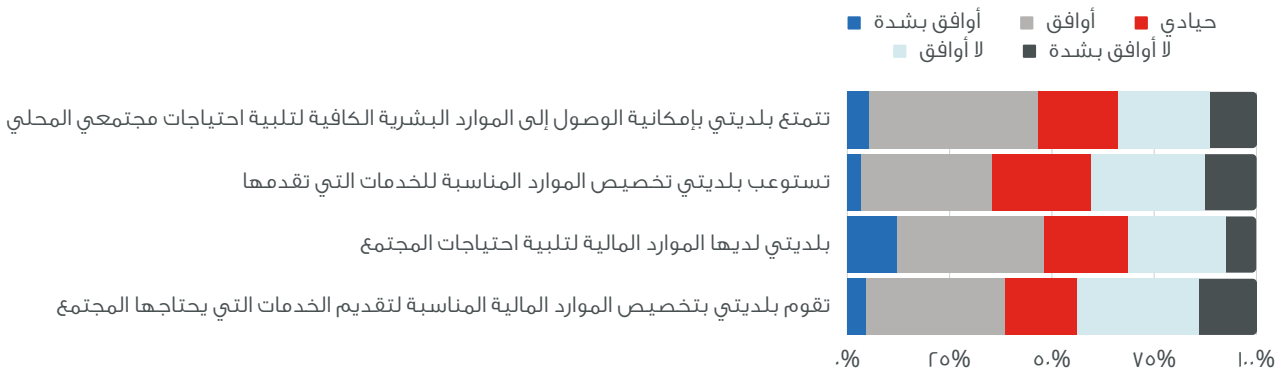 حيادي أوافق أوافق بشدة
لا أوافق بشدة لا أوافق
تتمتع بلديتي بإمكانية الوصول إلى الموارد البشرية الكافية لتلبية احتياجات مجتمعي المحلي
تستوعب بلديتي تخصيص الموارد المناسبة للخدمات التي تقدمها
بلديتي لديها الموارد المالية لتلبية احتياجات المجتمع
تقوم بلديتي بتخصيص الموارد المالية المناسبة لتقديم الخدمات التي يحتاجها المجتمع
٠% ٢٥% ٥٠% ٧٥% ١٠٠%